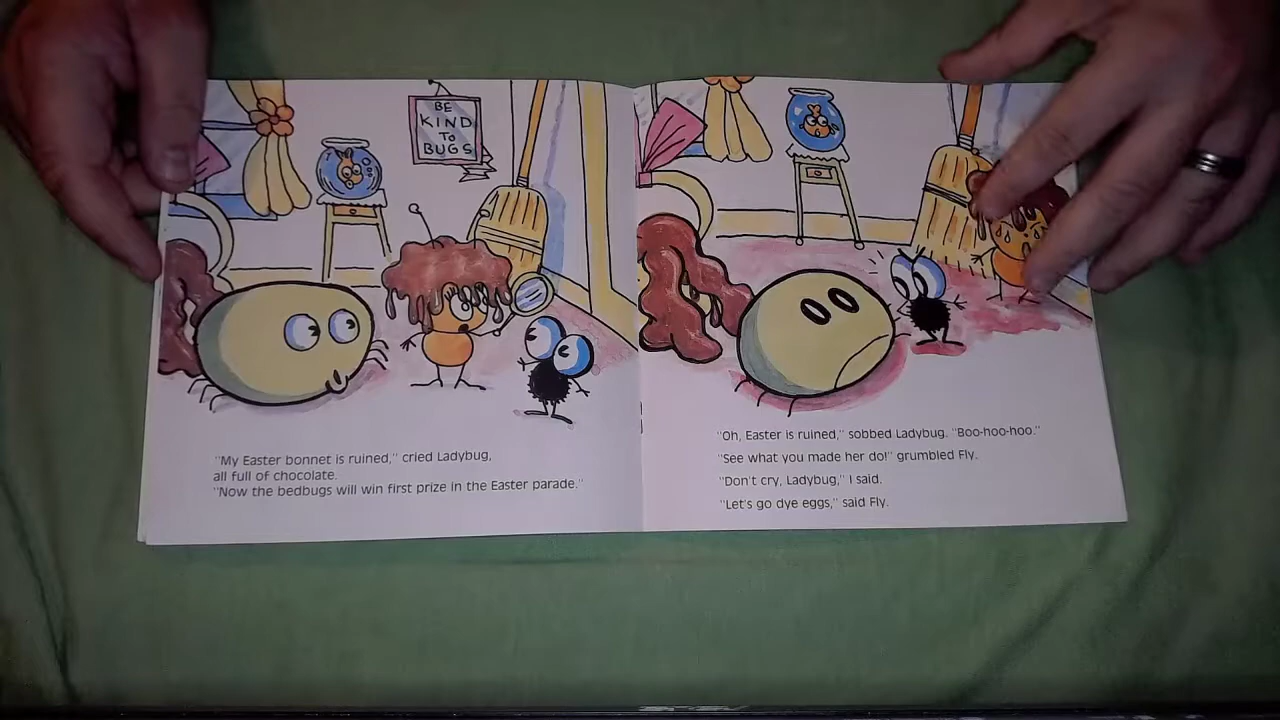 BE
KIND
TO
BUGS
"My Easter bonnet is ruined," cried Ladybug,
all full of chocolate.
"Now the bedbugs will win first prize in the Easter parade."
"Oh, Easter is ruined," sobbed Ladybug. "Boo-hoo-hoo."
"See what you made her do!" grumbled Fly.
"Don't cry, Ladybug," I said.
"Let's go dye eggs," said Fly.